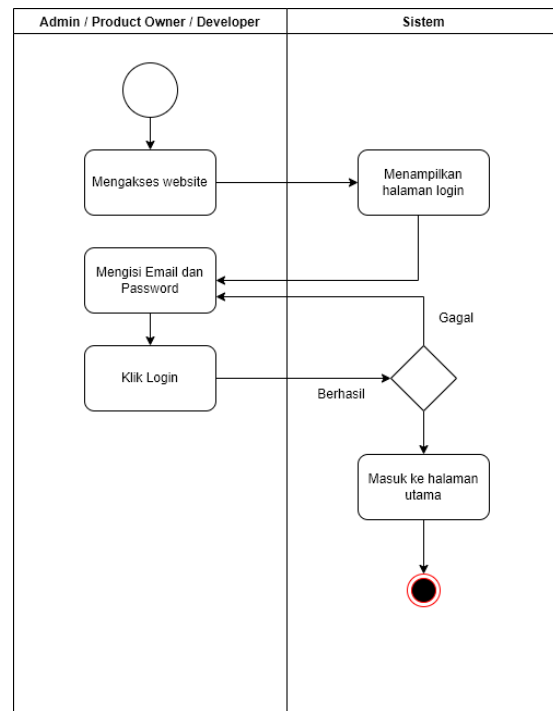 Admin / Product Owner / Developer
Sistem
Mengakses website
Menampilkan
halaman login
Mengisi Email dan
Password
Gagal
Klik Login
Berhasil
Masuk ke halaman
utama